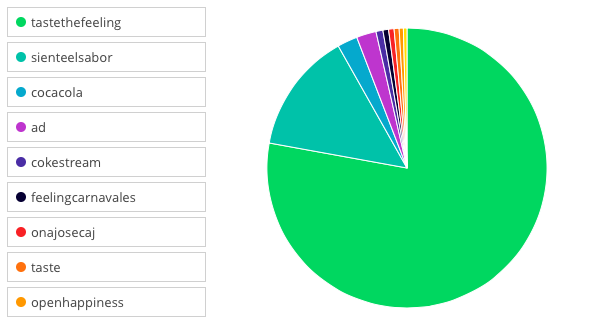 tastethefeeling
sienteelsabor
cocacola
ad
cokestream
feelingcarnavales
onajosecaj
taste
openhappiness